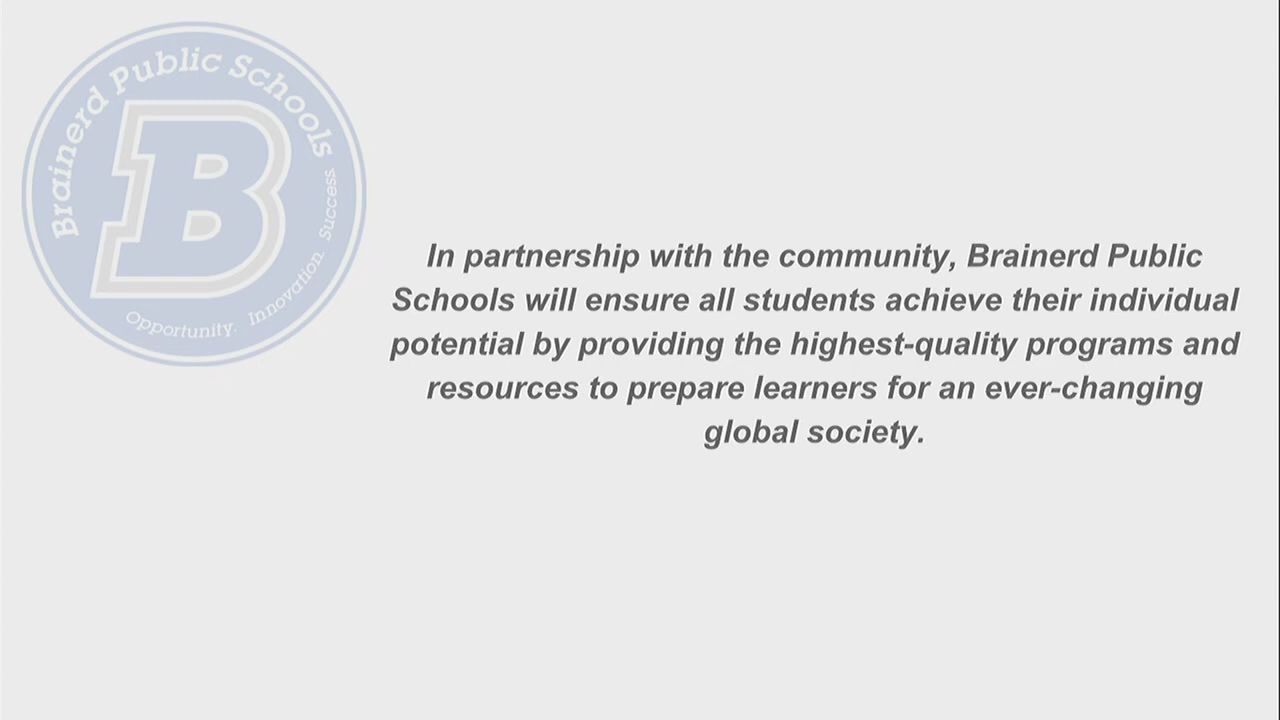 Brainerd Public Schools
B
Opportunity. Innovation. Success.
In partnership with the community, Brainerd Public
Schools will ensure all students achieve their individual
potential by providing the highest-quality programs and
resources to prepare learners for an ever-changing
global society.